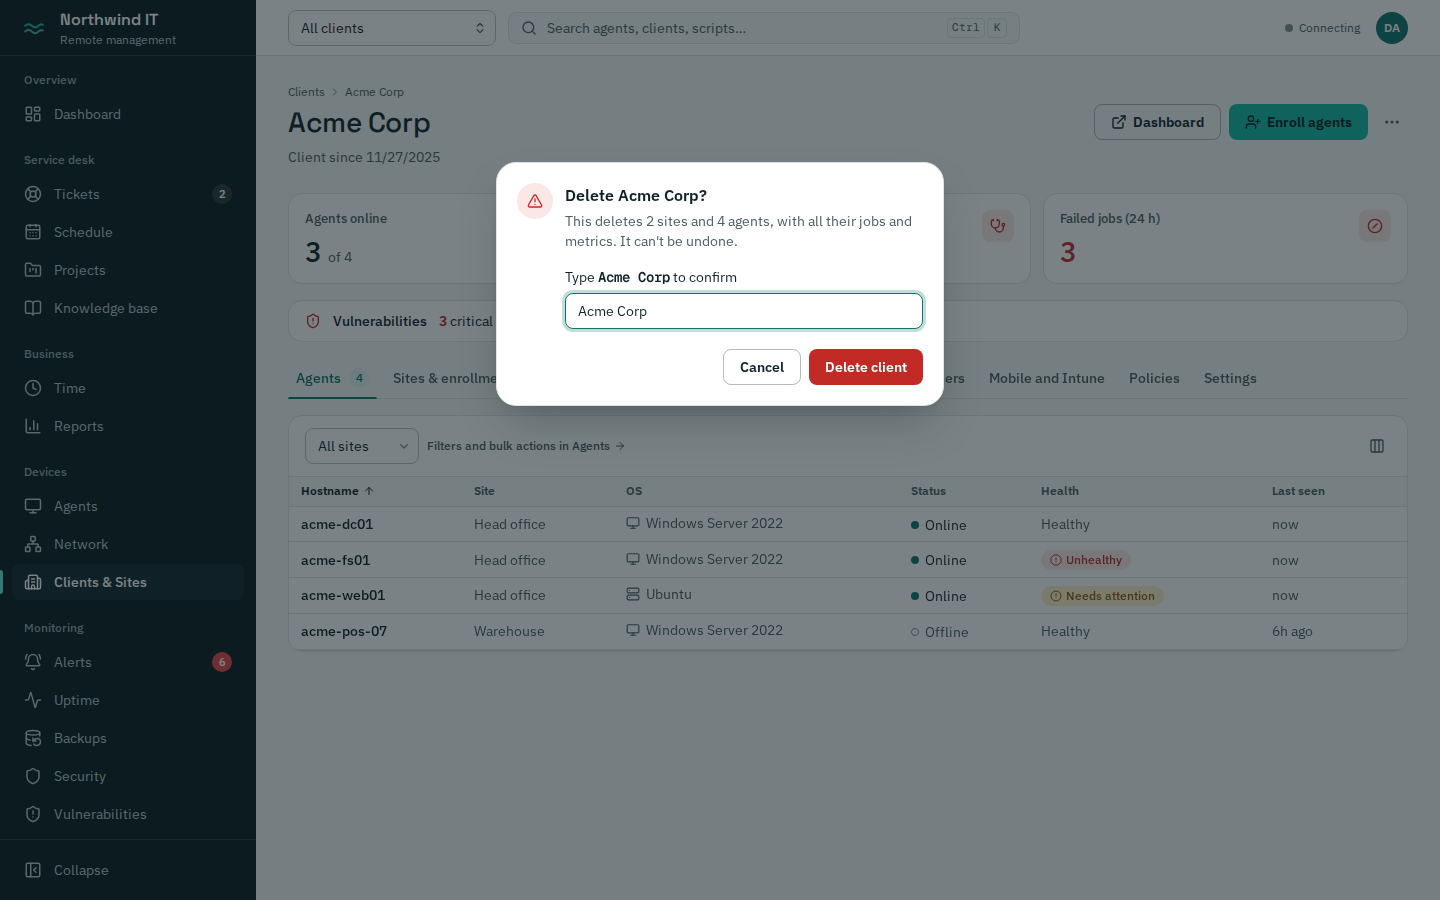 Northwind IT
Remote management
Overview
Dashboard
Service desk
Tickets 2
Schedule
Projects
Knowledge base
Business
Time
Reports
Devices
Agents
Network
Clients & Sites
Monitoring
Alerts 6
Uptime
Backups
Security
Vulnerabilities
Collapse
All clients
Search agents, clients, scripts...
Ctrl K
Connecting
DA
Clients Acme Corp
Acme Corp
Client since 11/27/2025
Dashboard
Enroll agents
Agents online
3 of 4
Failed jobs (24 h)
3
Vulnerabilities 3 critical
Delete Acme Corp?
This deletes 2 sites and 4 agents, with all their jobs and
metrics. It can't be undone.
Type Acme Corp to confirm
Acme Corp
Cancel
Delete client
Agents 4
Mobile and Intune
Policies
Settings
All sites
Filters and bulk actions in Agents →
Hostname ↑ Site OS Status Health Last seen
acme-dc01 Head office Windows Server 2022 Online Healthy now
acme-fs01 Head office Windows Server 2022 Online Unhealthy now
acme-web01 Head office Ubuntu Online Needs attention now
acme-pos-07 Warehouse Windows Server 2022 Offline Healthy 6h ago